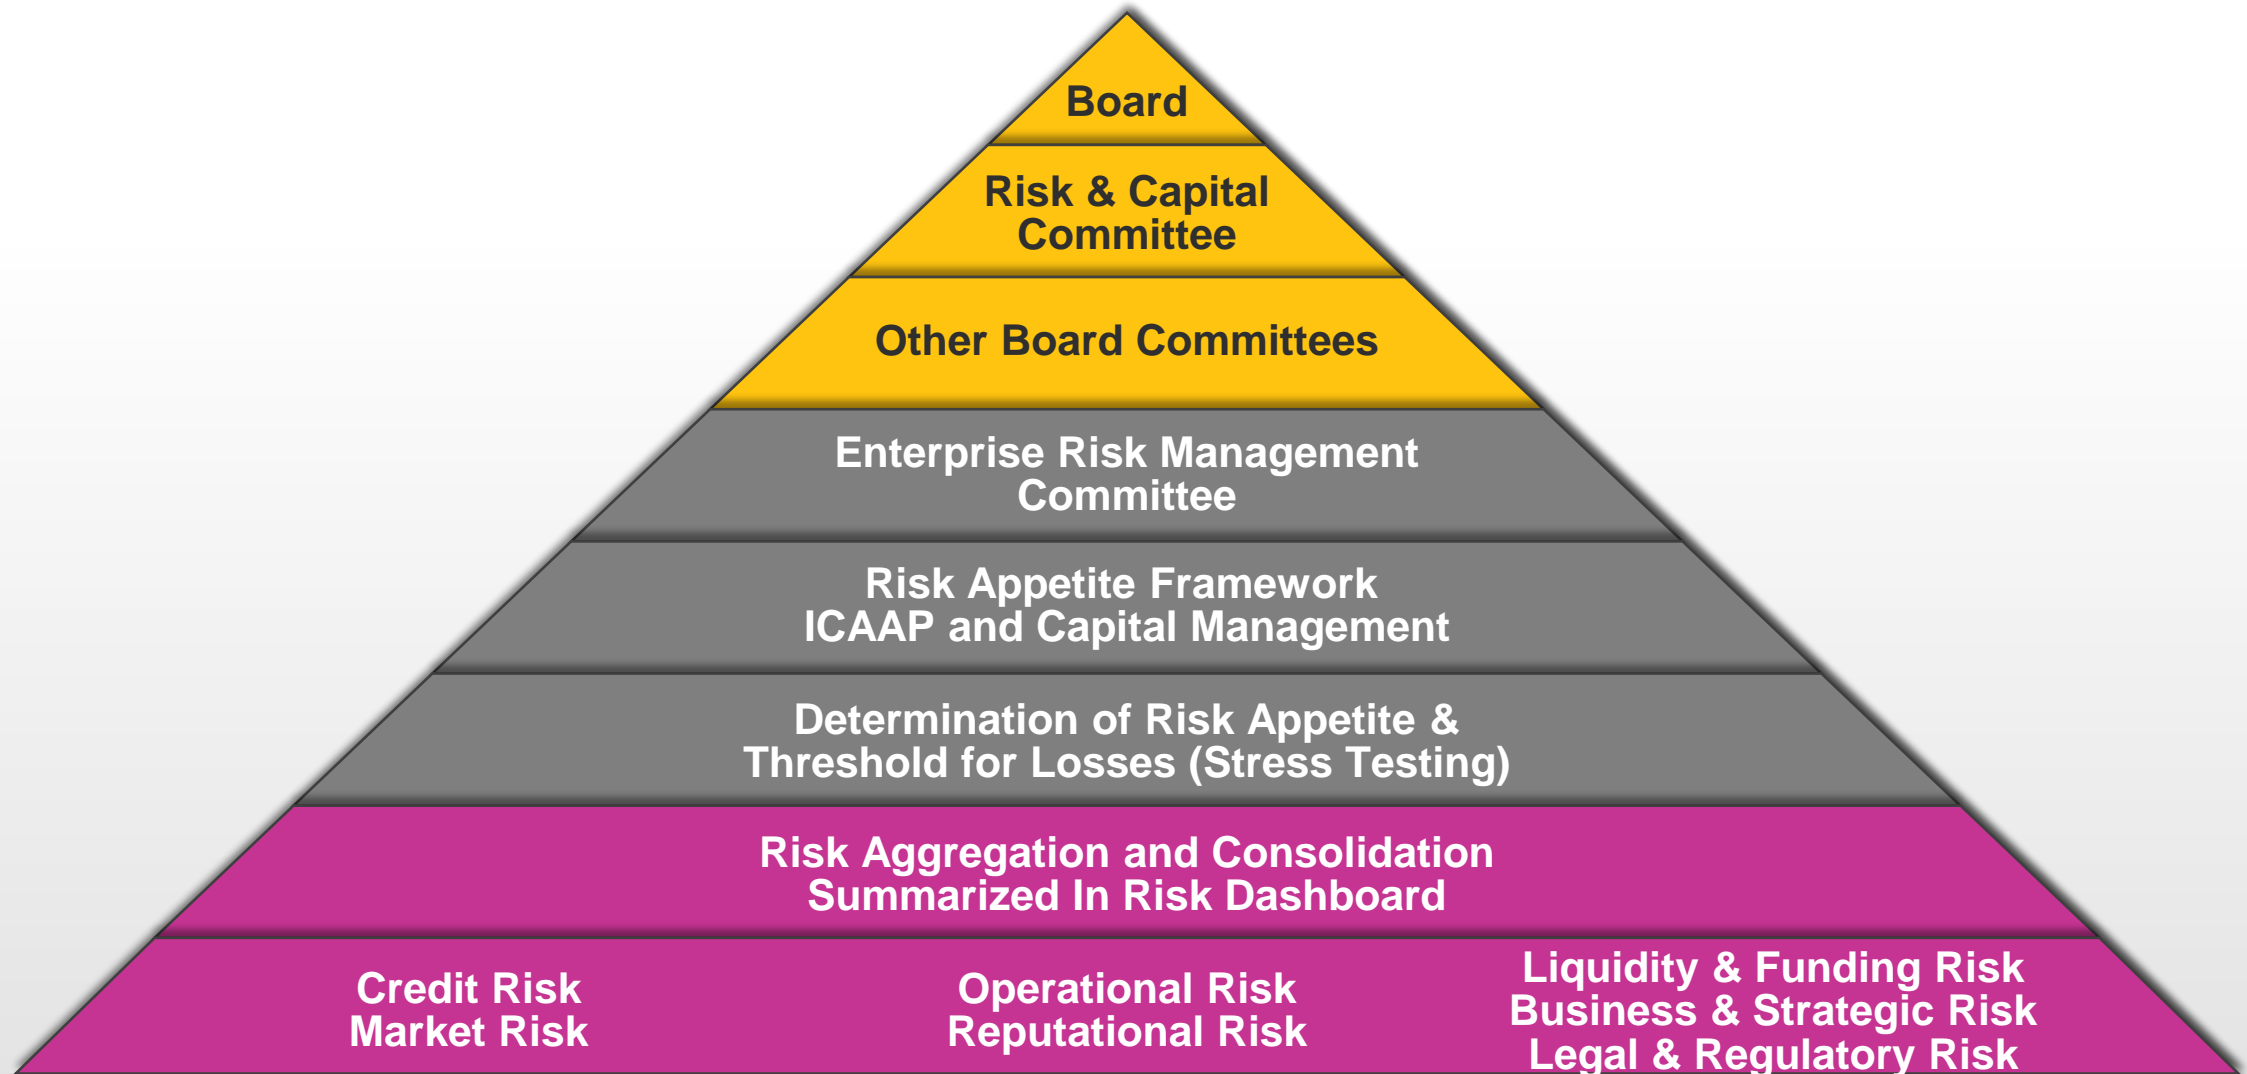 Board
Risk & Capital
Committee
Other Board Committees
Enterprise Risk Management
Committee
Risk Appetite Framework
ICAAP and Capital Management
Determination of Risk Appetite &
Threshold for Losses (Stress Testing)
Risk Aggregation and Consolidation
Summarized In Risk Dashboard
Credit Risk
Market Risk
Operational Risk
Reputational Risk
Liquidity & Funding Risk
Business & Strategic Risk
Legal & Regulatory Risk